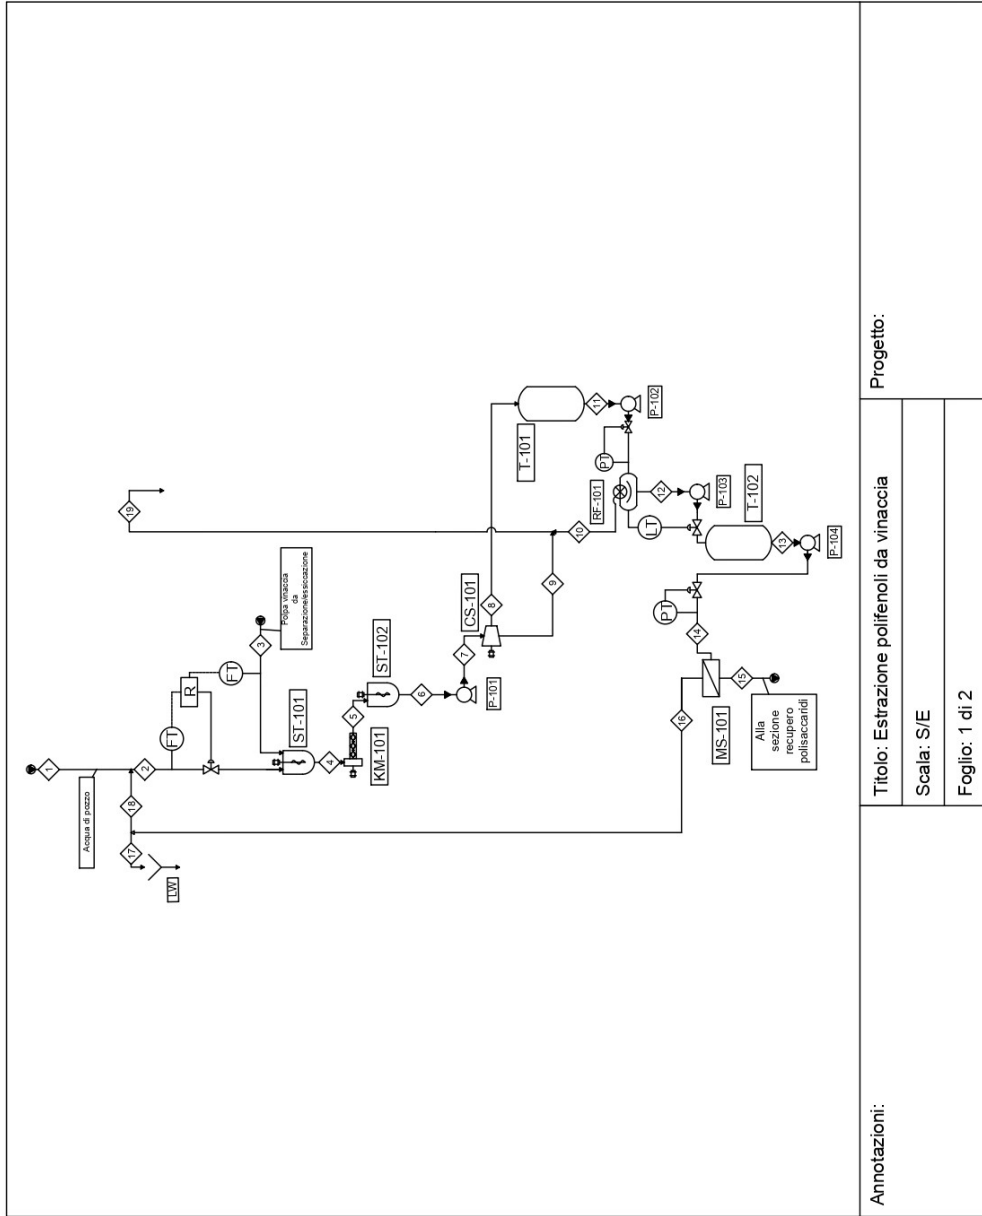 1
Acqua di pozzo
2
18
17
LW
FT
R
FT
3
Polpa vinaccia
da
Separazione/essiccazione
ST-101
4
KM-101
5
ST-102
6
P-101
7
CS-101
8
9
10
19
T-101
11
P-102
PT
RF-101
12
P-103
LT
T-102
13
P-104
PT
14
MS-101
15
16
Alla
sezione
recupero
polisaccaridi
Annotazioni:
Titolo: Estrazione polifenoli da vinaccia
Scala: S/E
Foglio: 1 di 2
Progetto: